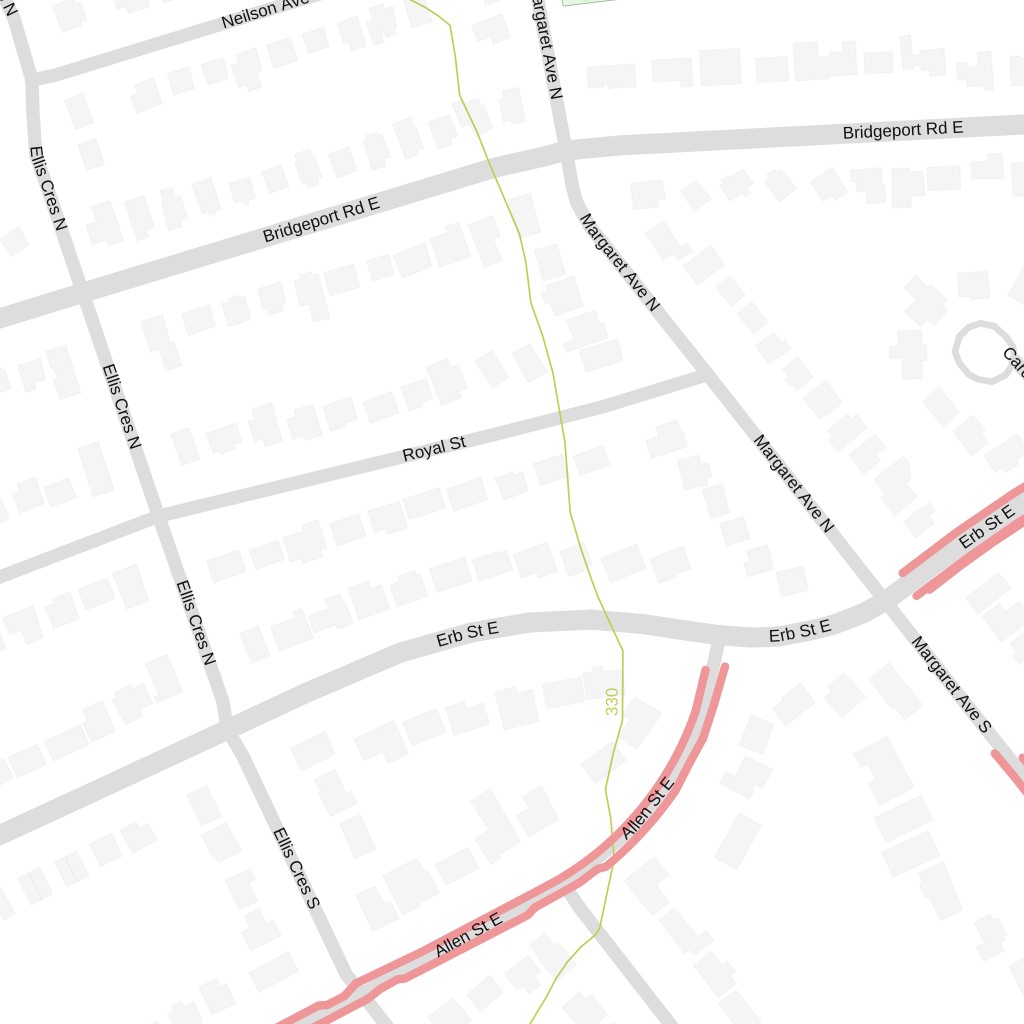 N
Neilson Ave
Margaret Ave N
Bridgeport Rd E
Ellis Cres N
Bridgeport Rd E
Margaret Ave N
Ellis Cres N
Royal St
Margaret Ave N
Erb St E
Ellis Cres N
Erb St E
Erb St E
330
Margaret Ave S
Allen St E
Ellis Cres S
Allen St E